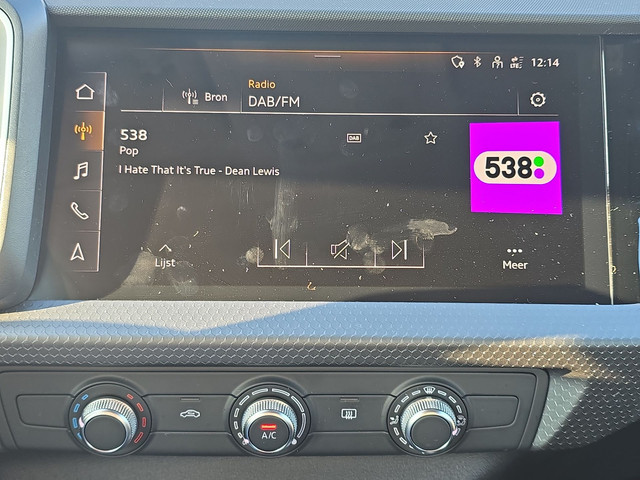 12:14
Radio
Bron
DAB/FM
538
DAB
Pop
I Hate That It's True - Dean Lewis
538
Lijst
Meer
A/C